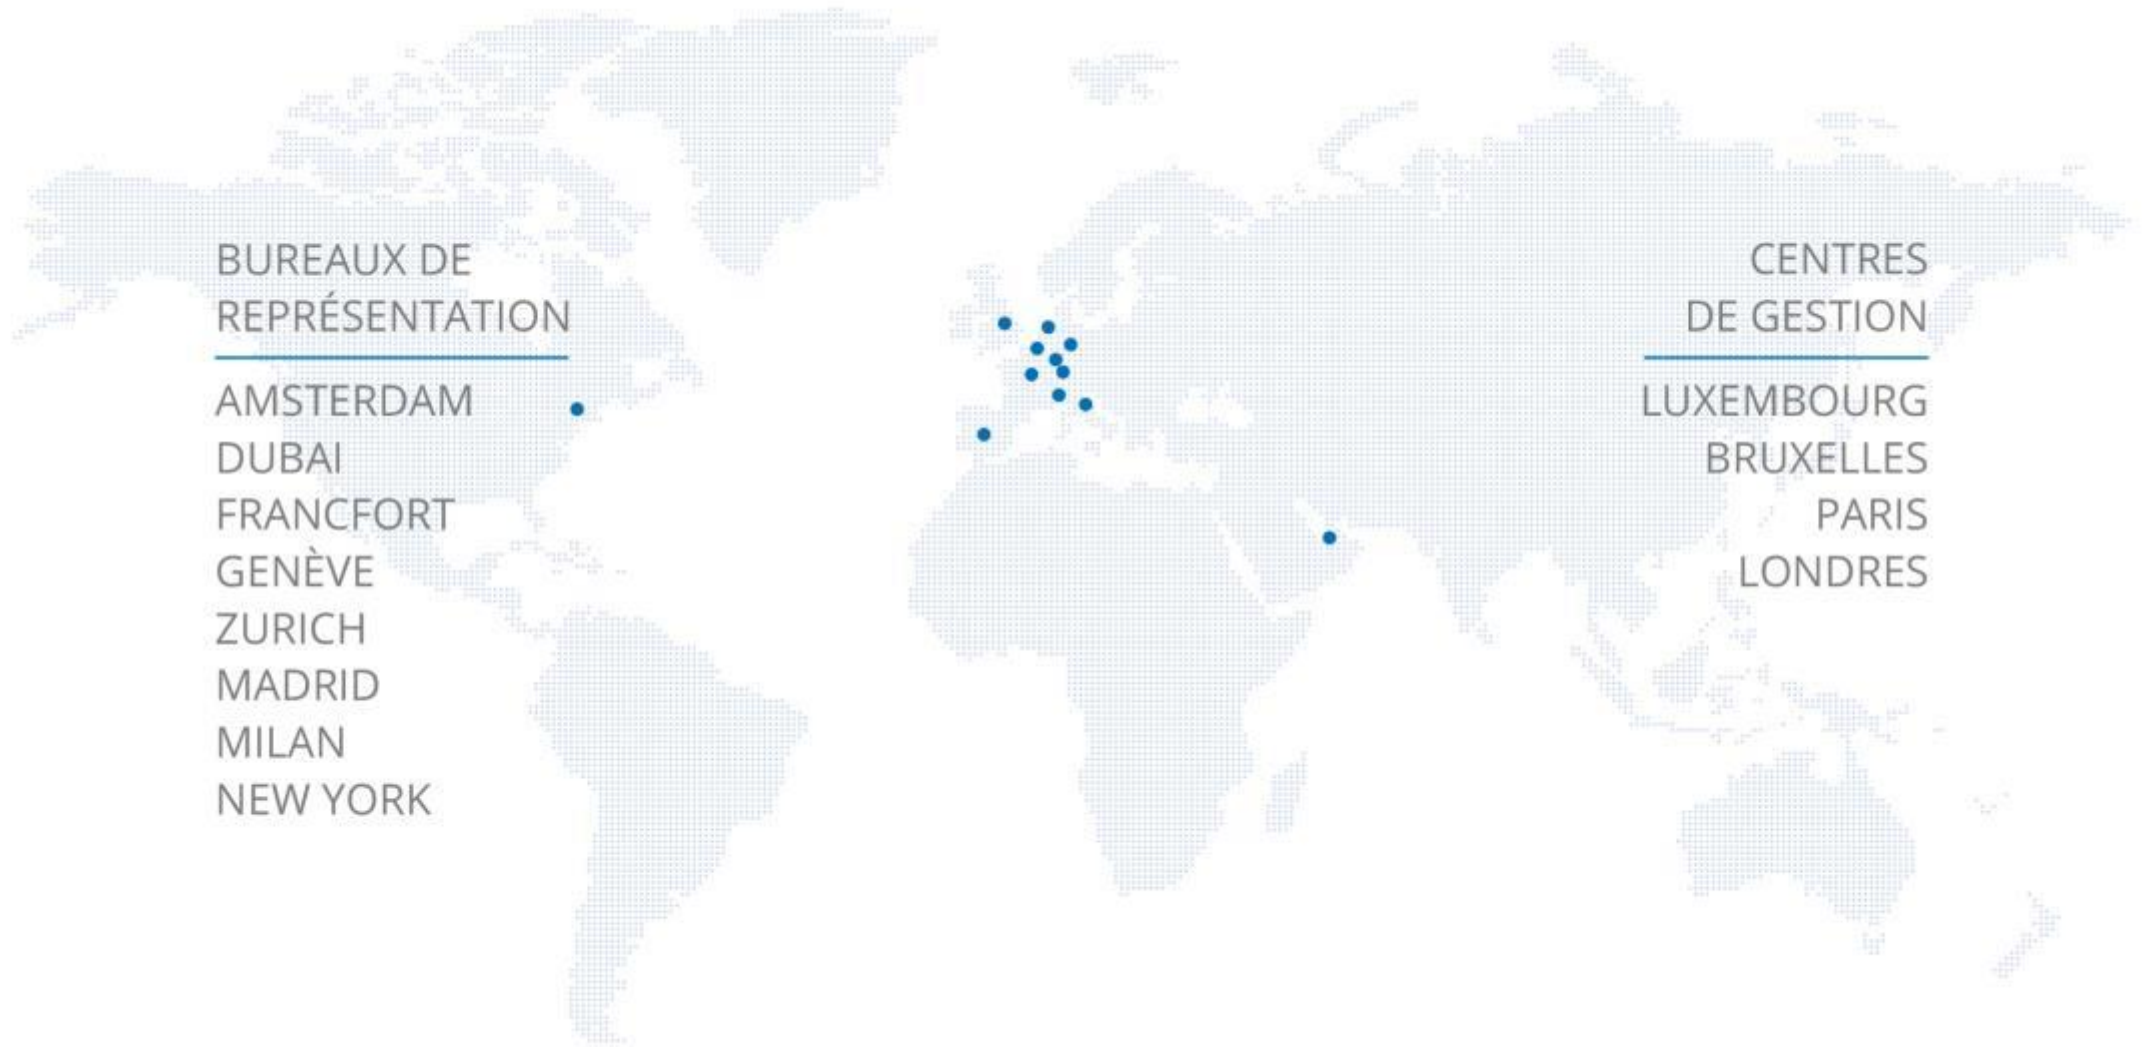 BUREAUX DE
REPRÉSENTATION
AMSTERDAM
DUBAI
FRANCFORT
GENÈVE
ZURICH
MADRID
MILAN
NEW YORK
CENTRES
DE GESTION
LUXEMBOURG
BRUXELLES
PARIS
LONDRES